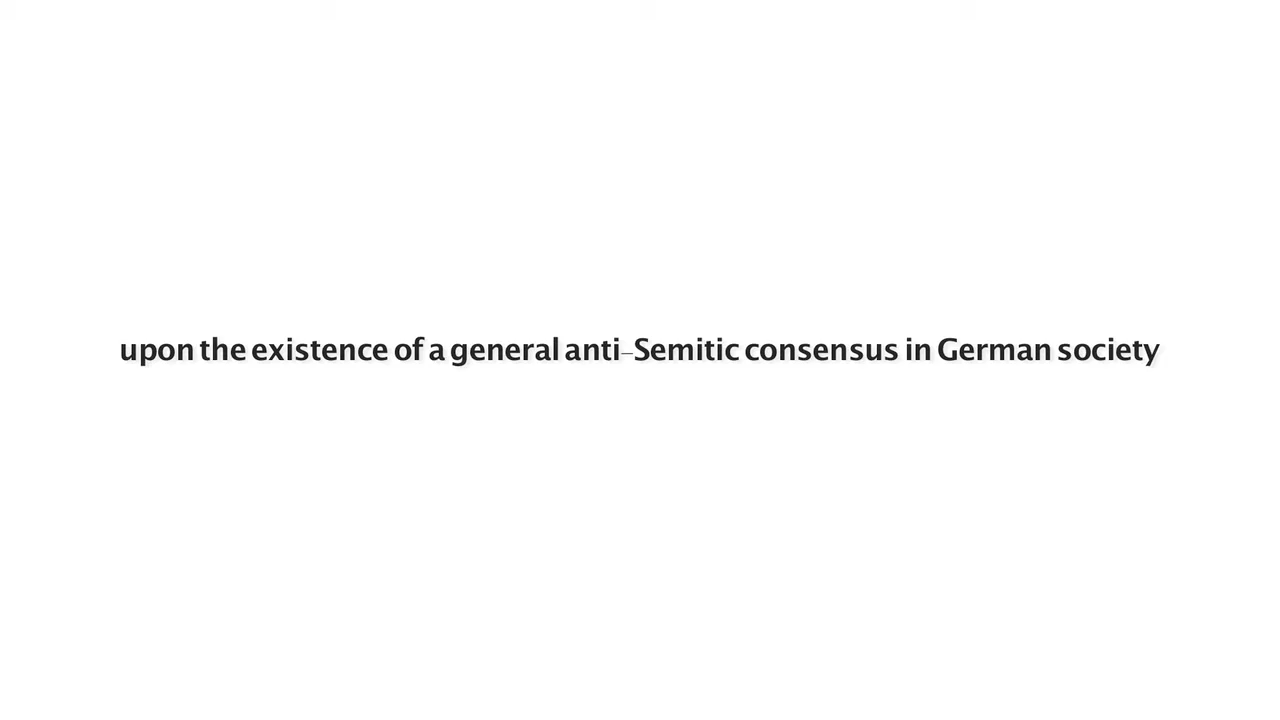 upon the existence of a general anti-Semitic consensus in German society